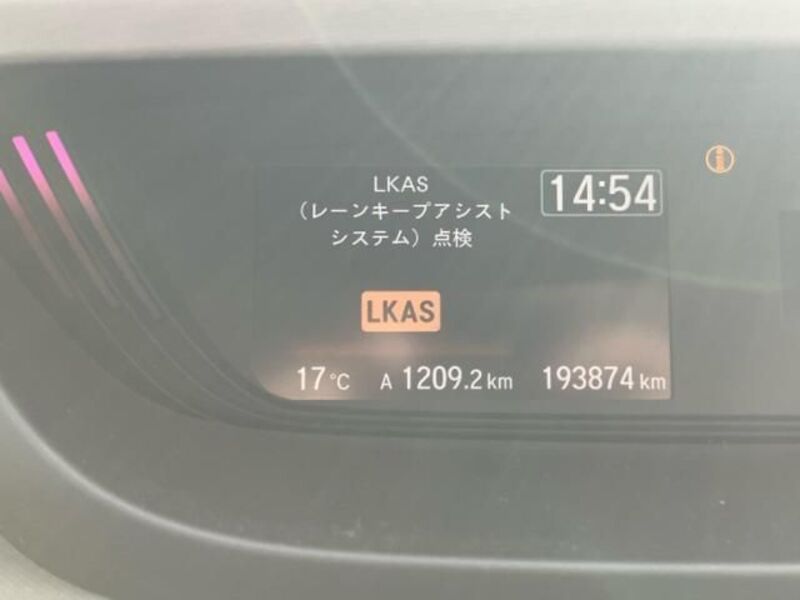 LKAS
(レーンキープアシスト
システム)点検
14:54
LKAS
17℃ A 1209.2 km 193874 km